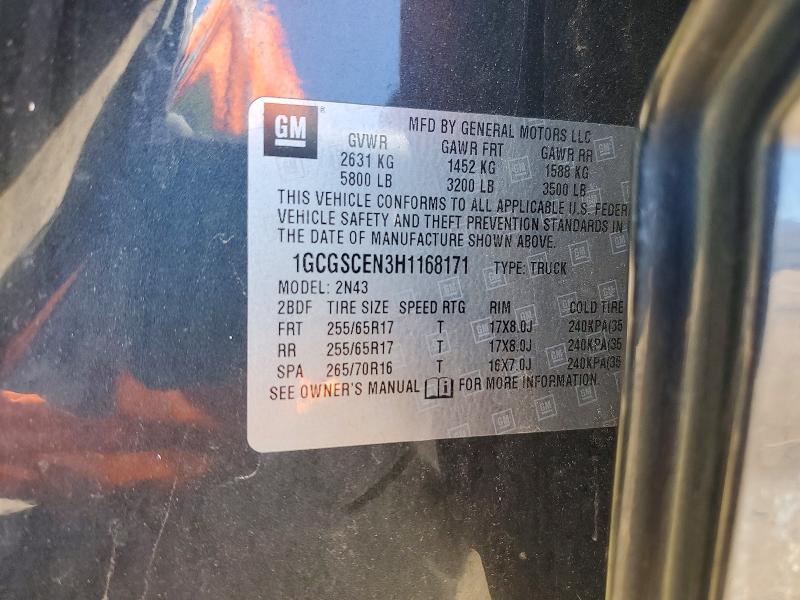 GM
MFD BY GENERAL MOTORS LLC
GVWR GAWR FRT GAWR RR
2631 KG 1452 KG 1588 KG
5800 LB 3200 LB 3500 LB
THIS VEHICLE CONFORMS TO ALL APPLICABLE U.S. FEDER
VEHICLE SAFETY AND THEFT PREVENTION STANDARDS IN
THE DATE OF MANUFACTURE SHOWN ABOVE.
1GCGSCEN3H1168171 TYPE: TRUCK
MODEL: 2N43
2BDF TIRE SIZE SPEED RTG RIM COLD TIRE
FRT 255/65R17 T 17X8.0J 240KPA(35
RR 255/65R17 T 17X8.0J 240KPA(35
SPA 265/70R16 T 16X7.0J 240KPA(35
SEE OWNER'S MANUAL FOR MORE INFORMATION.